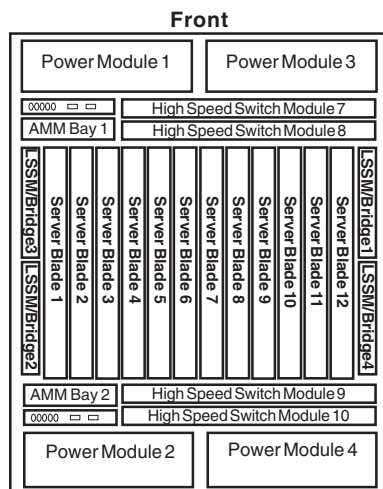 Front
Power Module 1
Power Module 3
00000
High Speed Switch Module 7
AMM Bay 1
High Speed Switch Module 8
LSSM/Bridge3
LSSM/Bridge2
Server Blade 1
Server Blade 2
Server Blade 3
Server Blade 4
Server Blade 5
Server Blade 6
Server Blade 7
Server Blade 8
Server Blade 9
Server Blade 10
Server Blade 11
Server Blade 12
LSSM/Bridge1
LSSM/Bridge4
AMM Bay 2
High Speed Switch Module 9
00000
High Speed Switch Module 10
Power Module 2
Power Module 4